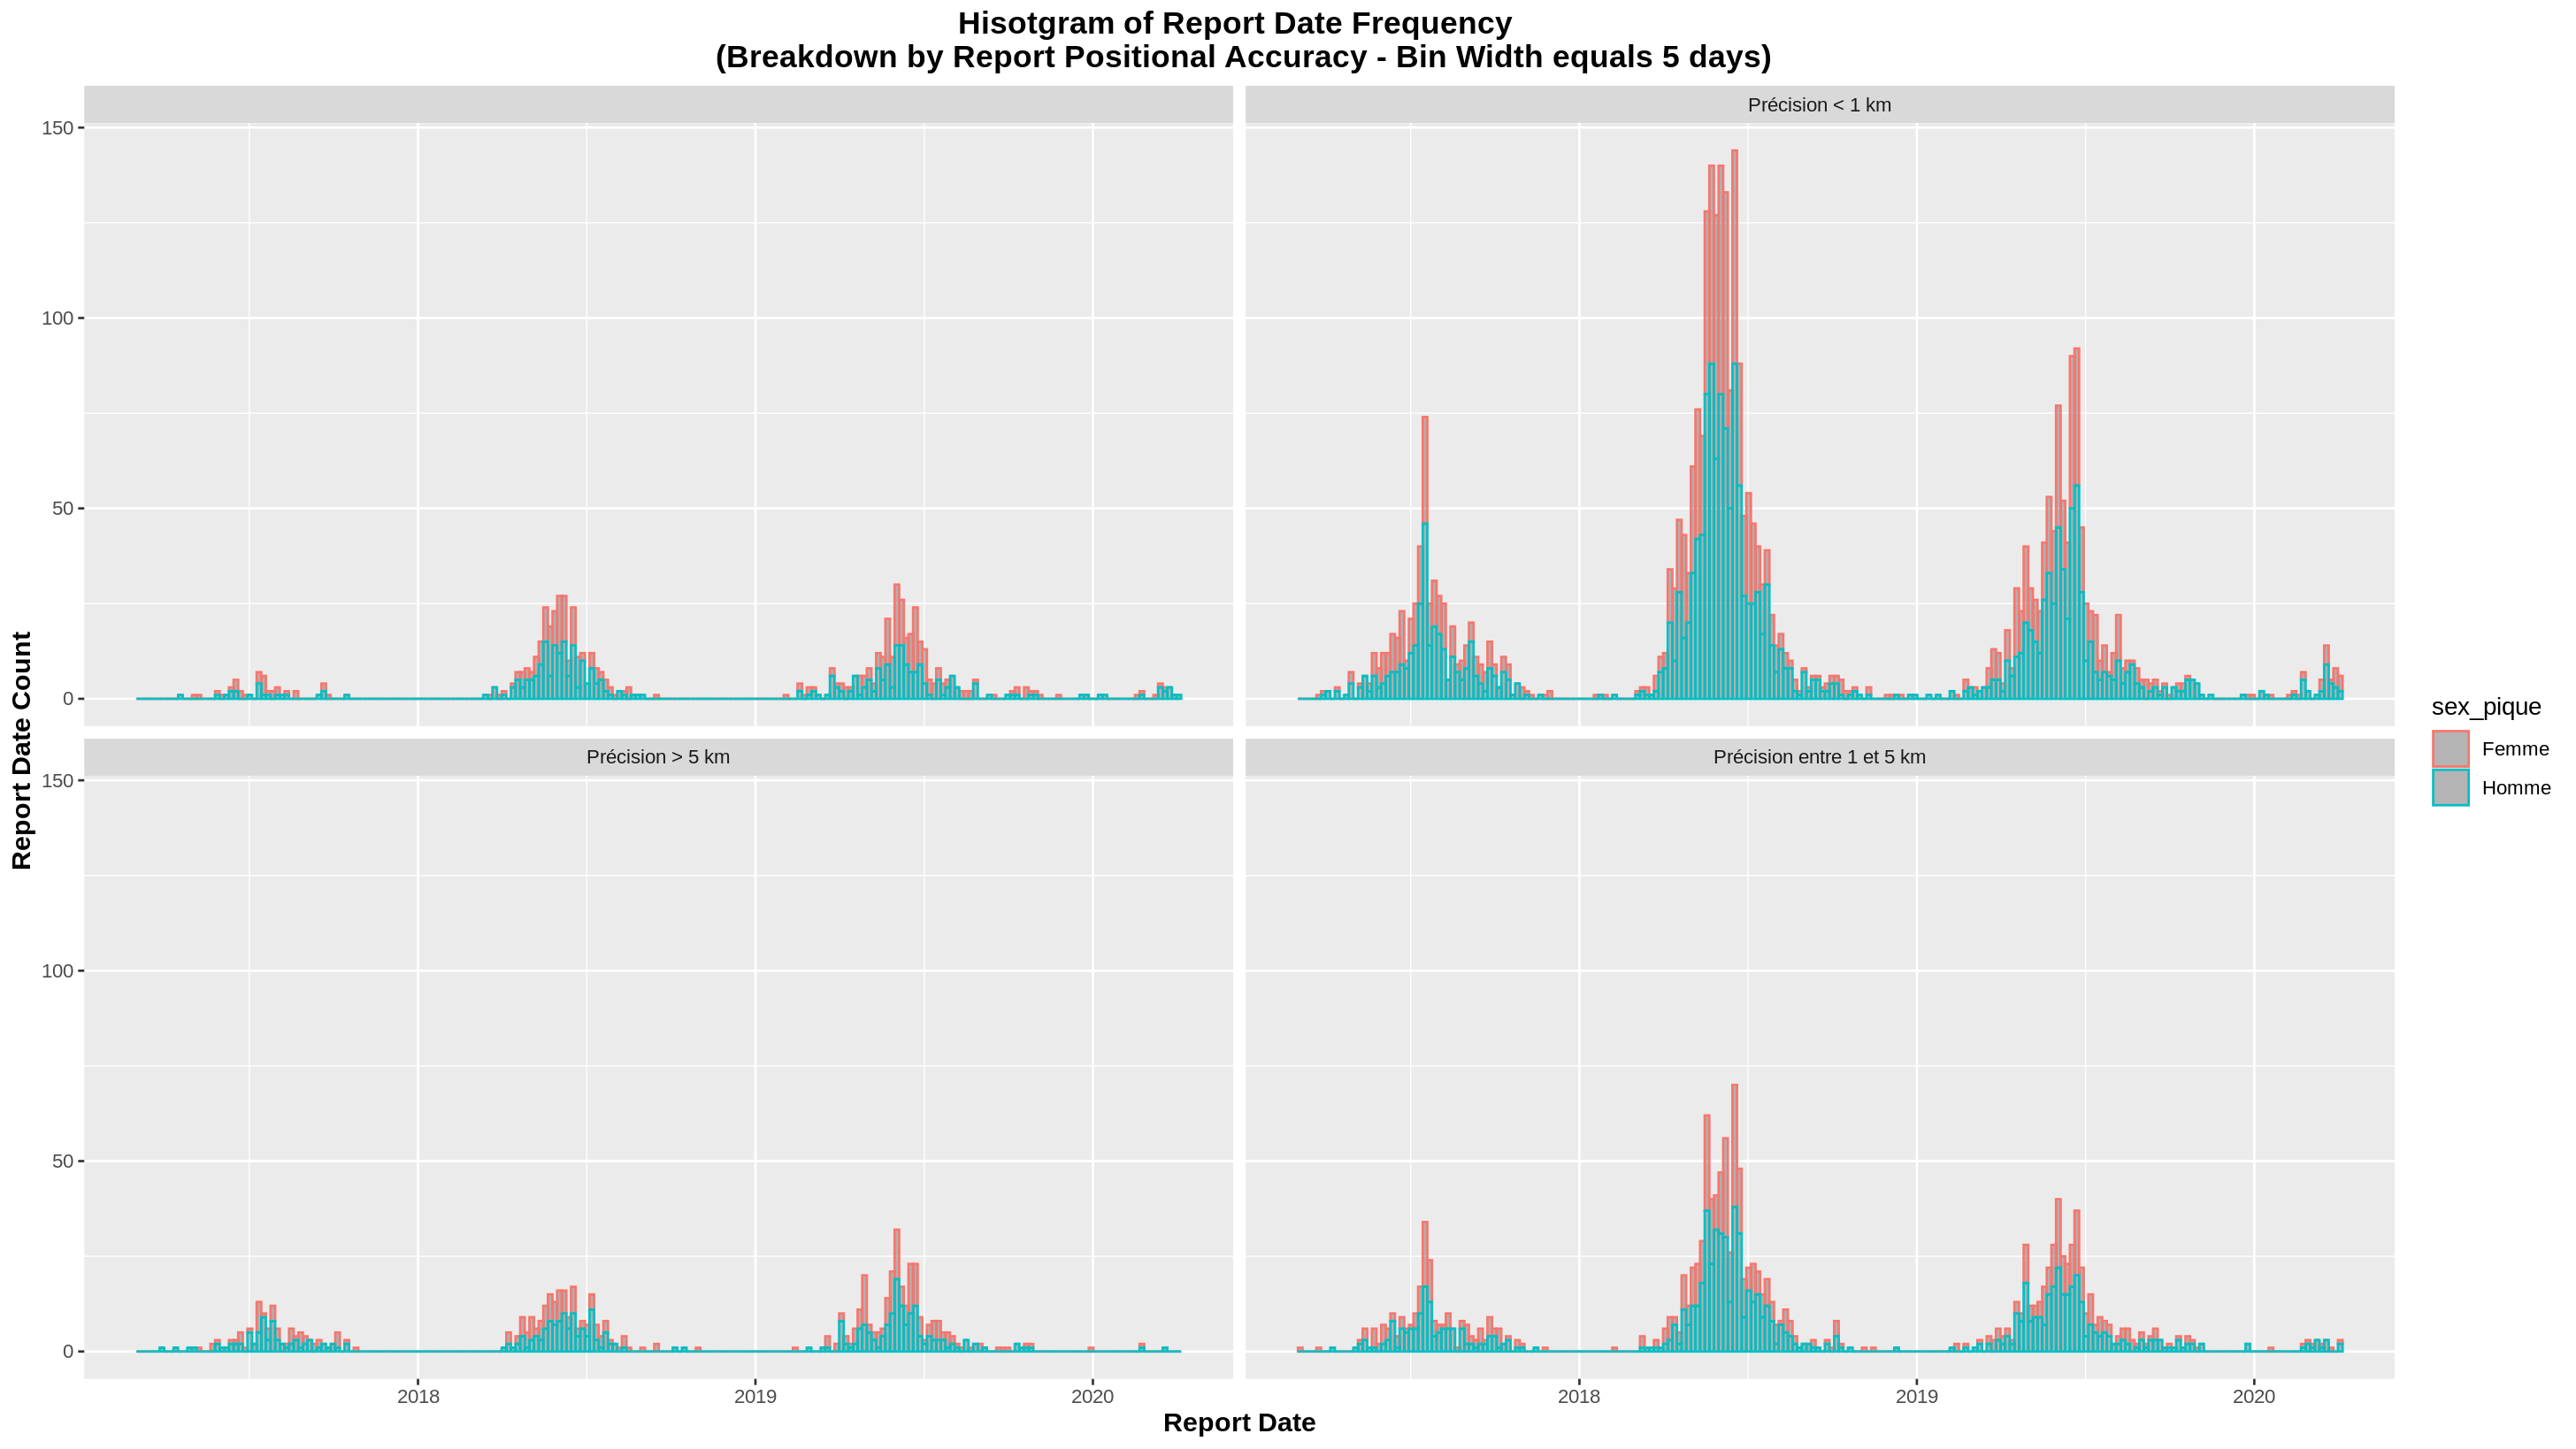 Hisotgram of Report Date Frequency
(Breakdown by Report Positional Accuracy - Bin Width equals 5 days)
Précision < 1 km
150
100
50
0
Précision > 5 km
Précision entre 1 et 5 km
150
100
50
0
2018
2019
2020
2018
2019
2020
Report Date
Report Date Count
sex_pique
Femme
Homme